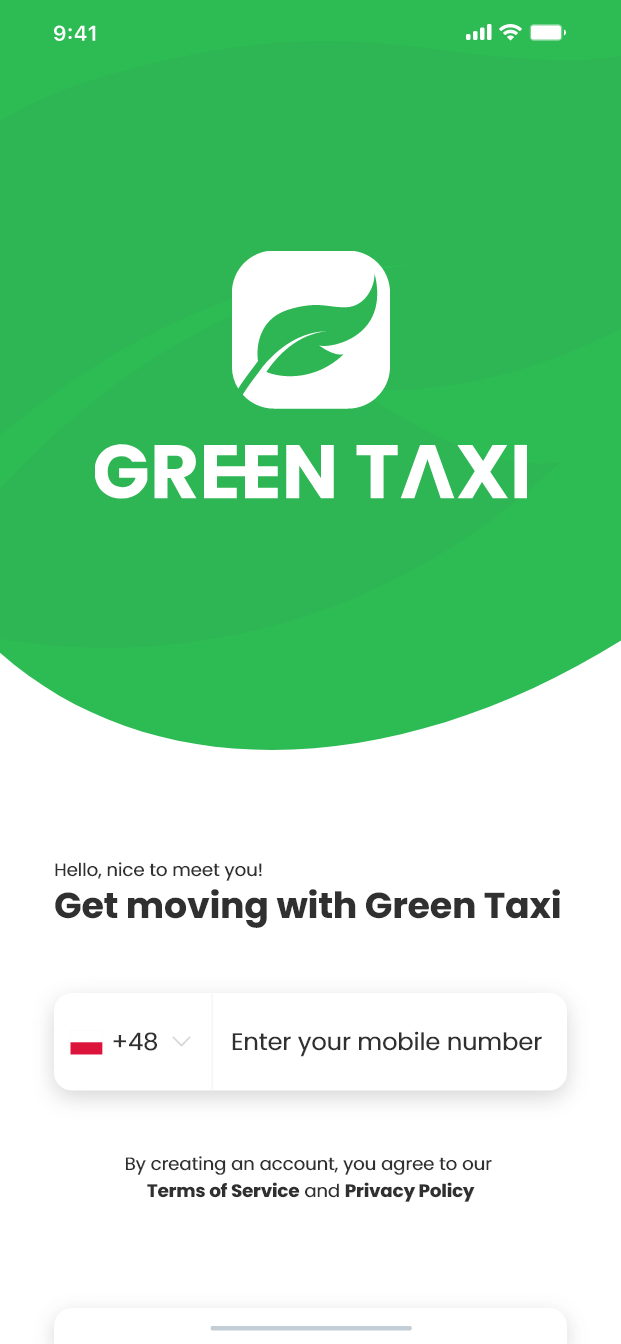 9:41
GREEN TAXI
Hello, nice to meet you!
Get moving with Green Taxi
+48
Enter your mobile number
By creating an account, you agree to our
Terms of Service and Privacy Policy